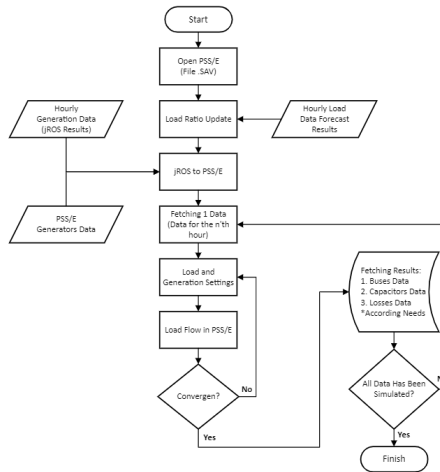 Start
Open PSS/E
(File .SAV)
Hourly
Generation Data
(jROS Results)
Load Ratio Update
Hourly Load
Data Forecast
Results
jROS to PSS/E
PSS/E
Generators Data
Fetching 1 Data
(Data for the n'th
hour)
Load and
Generation Settings
Fetching Results:
1. Buses Data
2. Capacitors Data
3. Losses Data
*According Needs
Load Flow in PSS/E
Convergen?
No
Yes
All Data Has Been
Simulated?
Yes
Finish